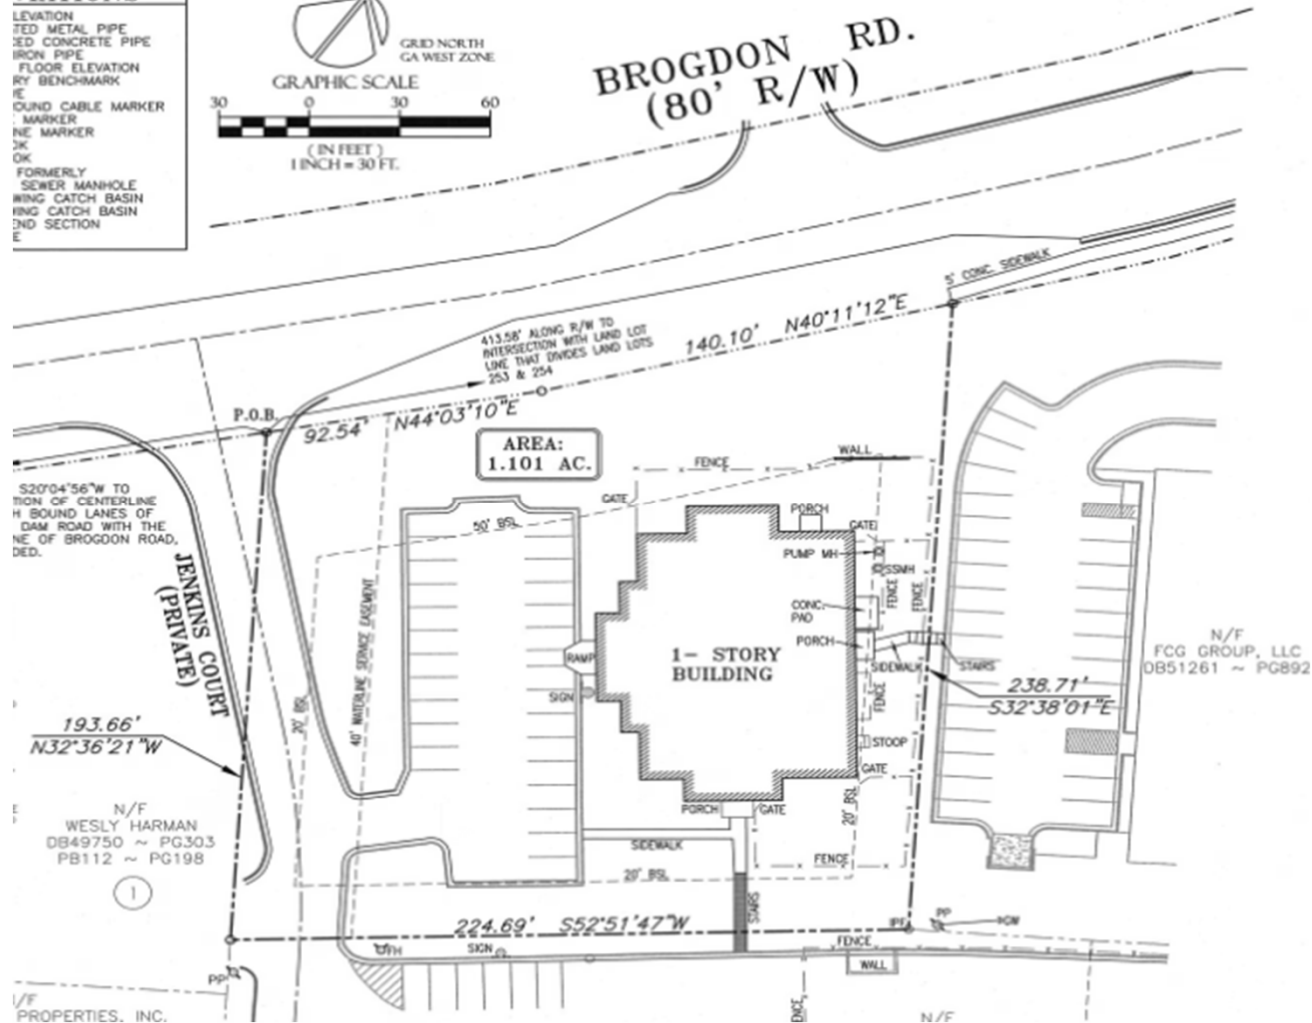 LEVATION
TED METAL PIPE
CED CONCRETE PIPE
IRON PIPE
FLOOR ELEVATION
RY BENCHMARK
OUND CABLE MARKER
MARKER
NE MARKER
OK
OK
FORMERLY
SEWER MANHOLE
WING CATCH BASIN
WING CATCH BASIN
END SECTION
E
GRID NORTH
GA WEST ZONE
GRAPHIC SCALE
30 0 30 60
( IN FEET )
1 INCH = 30 FT.
BROGDON RD.
(80' R/W)
5' CONC. SIDEWALK
413.58' ALONG R/W TO
INTERSECTION WITH LAND LOT
LINE THAT DIVIDES LAND LOTS
253 & 254
140.10' N40°11'12"E
P.O.B.
92.54' N44°03'10"E
AREA:
1.101 AC.
S20°04'56"W TO
TION OF CENTERLINE
H BOUND LANES OF
DAM ROAD WITH THE
NE OF BROGDON ROAD,
DED.
JENKINS COURT
(PRIVATE)
193.66'
N32°36'21"W
N/F
WESLY HARMAN
DB49750 ~ PG303
PB112 ~ PG198
1
20' BSL
40' WATERLINE SERVICE EASEMENT
50' BSL
GATE
FENCE
WALL
PORCH
GATE
PUMP MH
SSMH
FENCE
FENCE
CONC.
PAD
PORCH
SIDEWALK
STAIRS
FENCE
1- STORY
BUILDING
RAMP
SIGN
STOOP
GATE
20' BSL
PORCH
GATE
FENCE
SIDEWALK
20' BSL
STAIRS
238.71'
S32°38'01"E
N/F
FCG GROUP, LLC
DB51261 ~ PG892
224.69' S52°51'47"W
IPF
PP
FH
SIGN
FENCE
WALL
PP
/F
PROPERTIES, INC.
ENCE
N/F